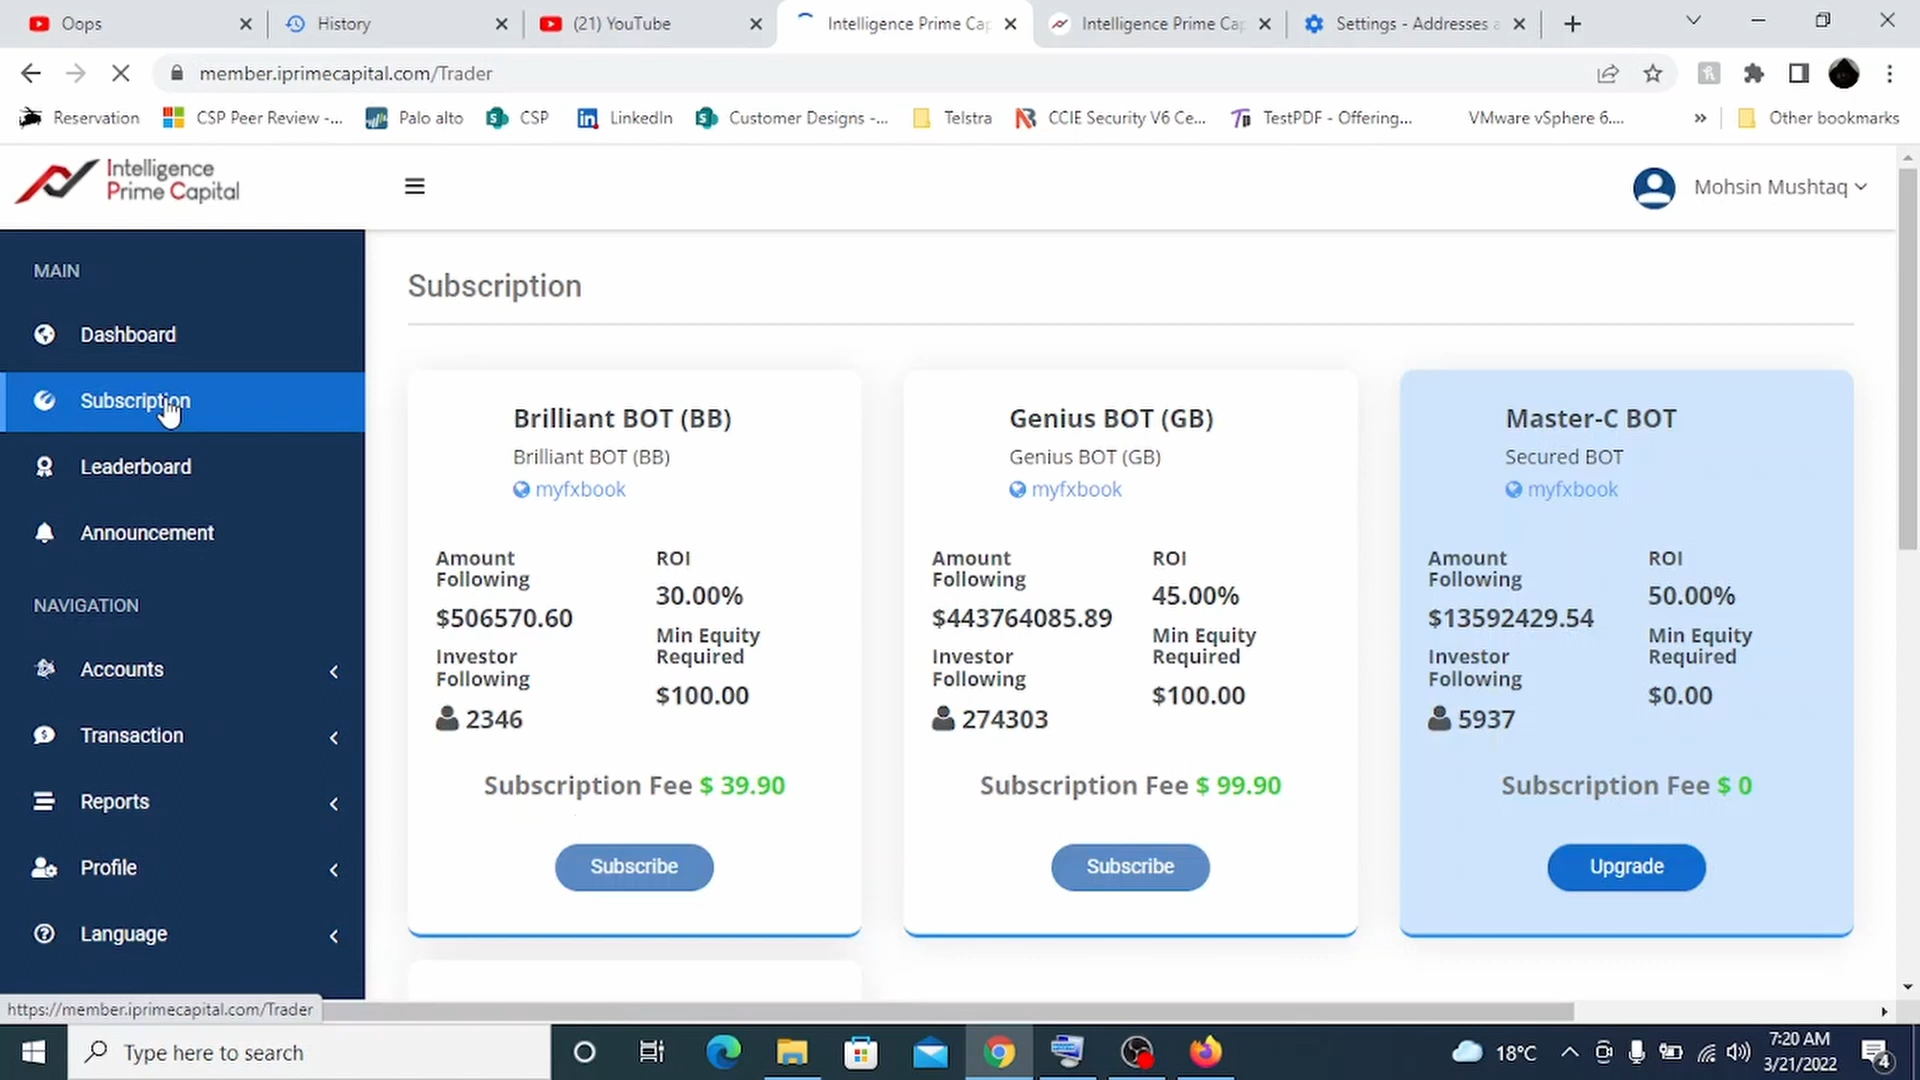 Oops
History
(21) YouTube
Intelligence Prime Cap
Intelligence Prime Cap
Settings - Addresses a
member.iprimecapital.com/Trader
Reservation
CSP Peer Review -...
Palo alto
CSP
LinkedIn
Customer Designs -...
Telstra
CCIE Security V6 Ce...
TestPDF - Offering...
VMware vSphere 6....
Other bookmarks
Intelligence
Prime Capital
Mohsin Mushtaq
MAIN
Dashboard
Subscription
Leaderboard
Announcement
NAVIGATION
Accounts
Transaction
Reports
Profile
Language
Subscription
Brilliant BOT (BB)
Brilliant BOT (BB)
myfxbook
Amount
Following
$506570.60
Investor
Following
2346
ROI
30.00%
Min Equity
Required
$100.00
Subscription Fee $ 39.90
Subscribe
Genius BOT (GB)
Genius BOT (GB)
myfxbook
Amount
Following
$443764085.89
Investor
Following
274303
ROI
45.00%
Min Equity
Required
$100.00
Subscription Fee $ 99.90
Subscribe
Master-C BOT
Secured BOT
myfxbook
Amount
Following
$13592429.54
Investor
Following
5937
ROI
50.00%
Min Equity
Required
$0.00
Subscription Fee $ 0
Upgrade
https://member.iprimecapital.com/Trader
Type here to search
18°C
7:20 AM
3/21/2022
4